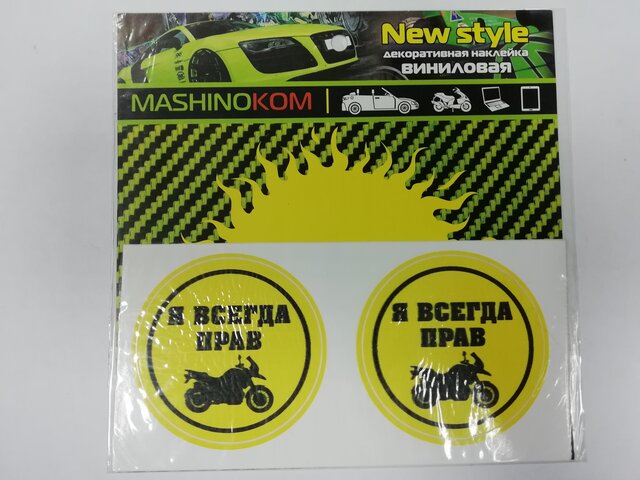 New style
декоративная наклейка
ВИНИЛОВАЯ
MASHINOKOM
Я ВСЕГДА
ПРАВ
Я ВСЕГДА
ПРАВ